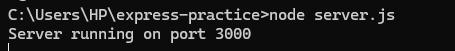 C:\Users\HP\express-practice>node server.js
Server running on port 3000